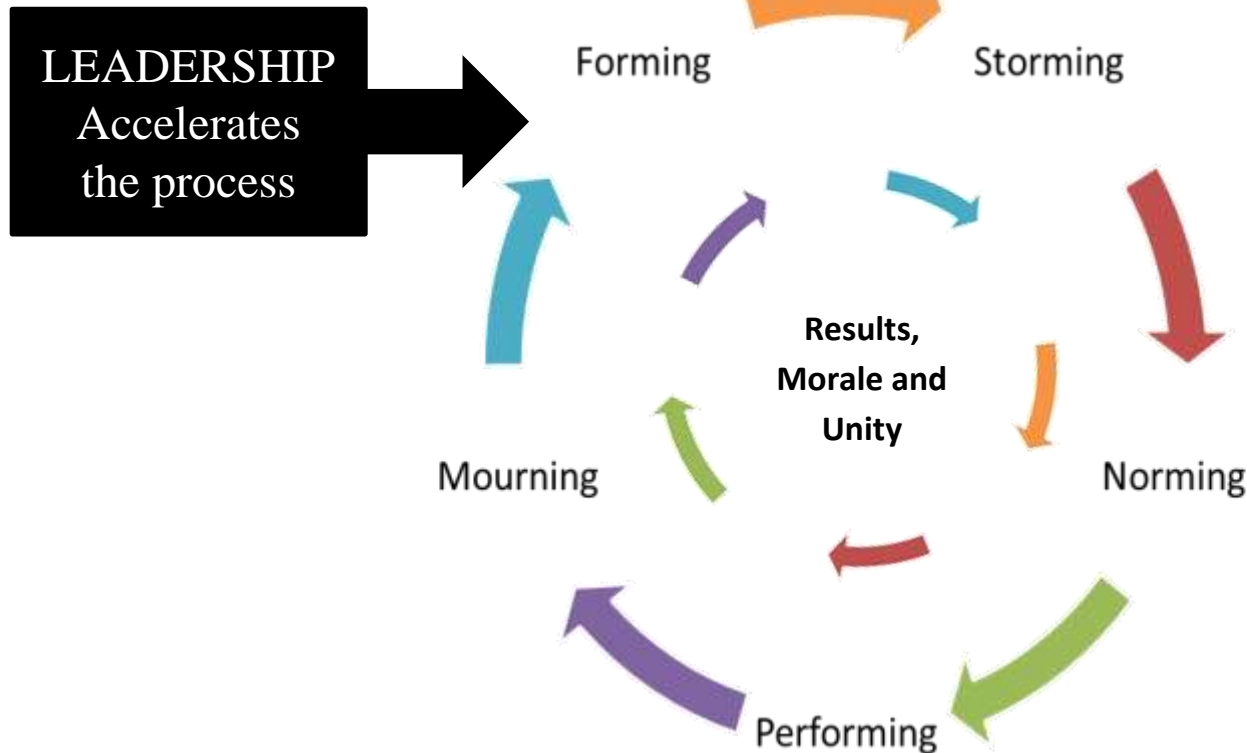 LEADERSHIP
Accelerates
the process
Forming
Storming
Results,
Morale and
Unity
Mourning
Norming
Performing